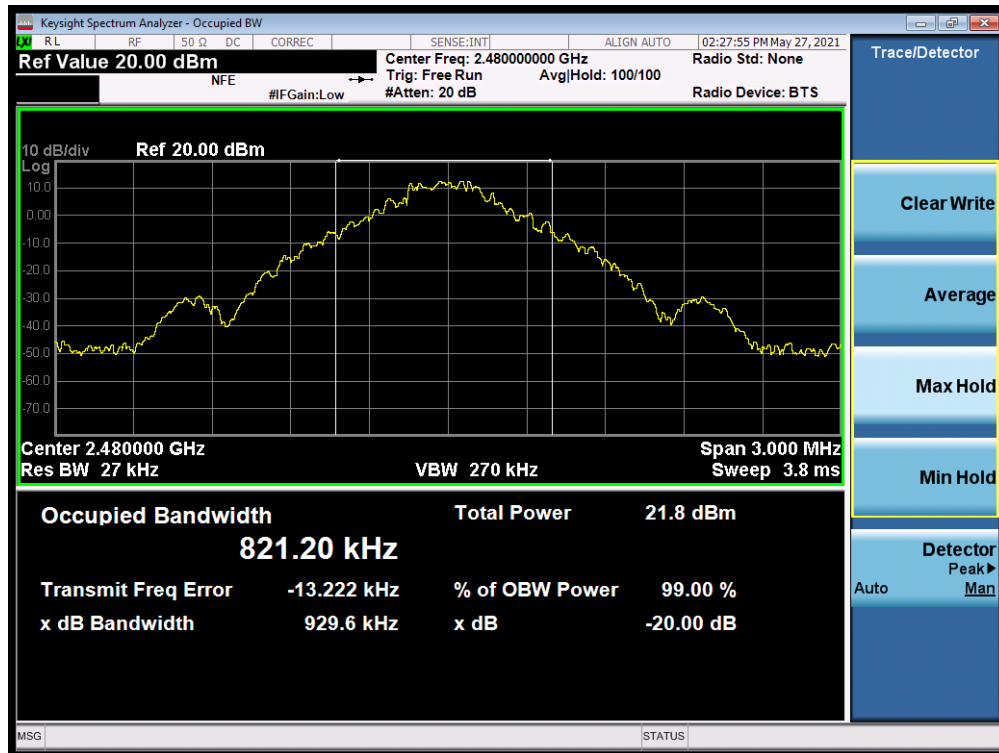 Keysight Spectrum Analyzer - Occupied BW
LXI RL RF 50 Ω DC CORREC SENSE:INT ALIGN AUTO 02:27:55 PM May 27, 2021
Ref Value 20.00 dBm Center Freq: 2.480000000 GHz Radio Std: None
NFE Trig: Free Run Avg|Hold: 100/100
#IFGain:Low #Atten: 20 dB Radio Device: BTS
10 dB/div Ref 20.00 dBm
Log
10.0
0.00
-10.0
-20.0
-30.0
-40.0
-50.0
-60.0
-70.0
Center 2.480000 GHz Span 3.000 MHz
Res BW 27 kHz VBW 270 kHz Sweep 3.8 ms
Occupied Bandwidth Total Power 21.8 dBm
821.20 kHz
Transmit Freq Error -13.222 kHz % of OBW Power 99.00 %
x dB Bandwidth 929.6 kHz x dB -20.00 dB
Trace/Detector
Clear Write
Average
Max Hold
Min Hold
Detector
Peak▶
Auto Man
MSG STATUS